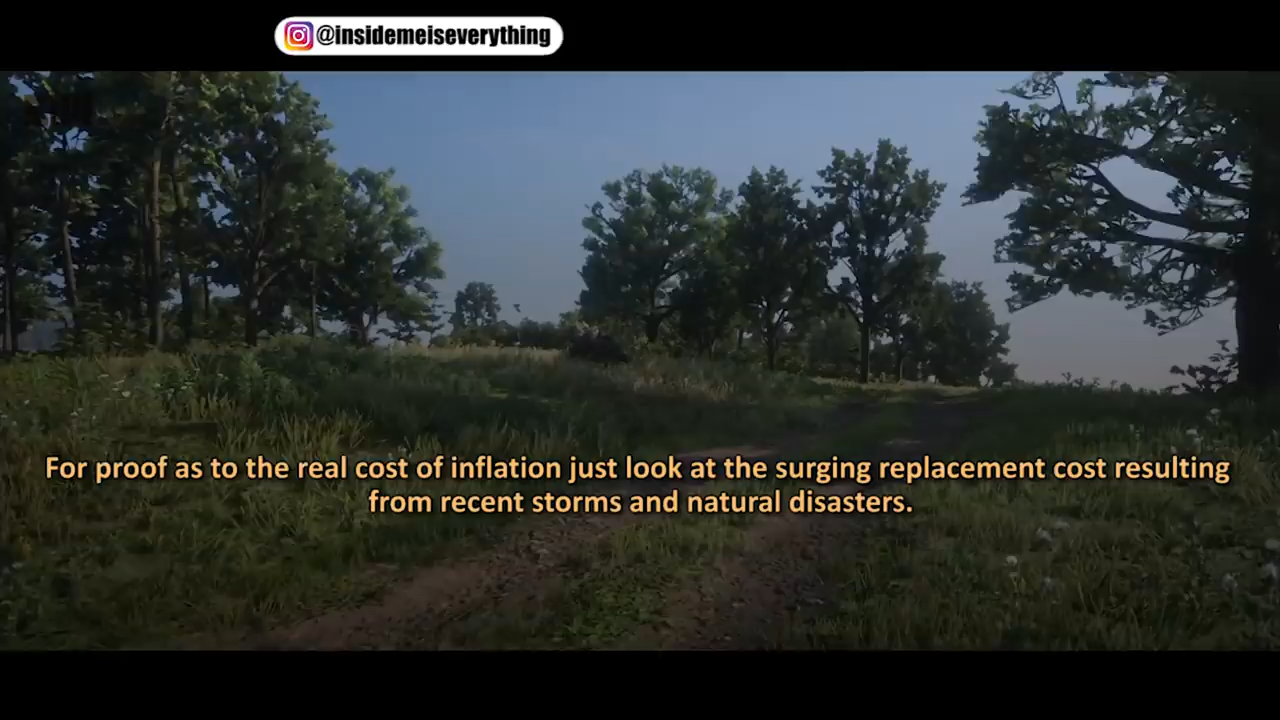 @insidemeiseverything
For proof as to the real cost of inflation just look at the surging replacement cost resulting
from recent storms and natural disasters.